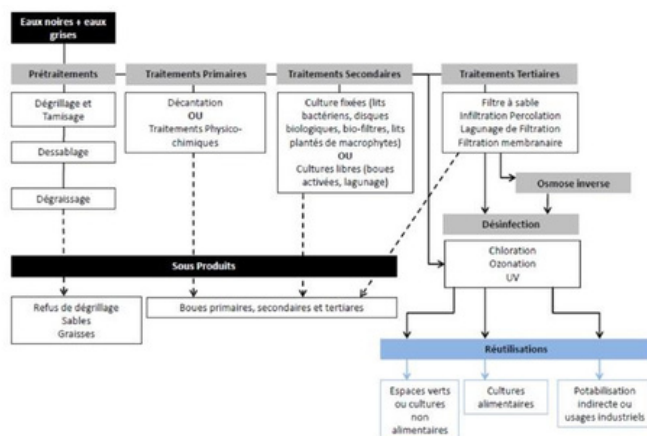 Eaux noires + eaux
grises
Prétraitements
Traitements Primaires
Traitements Secondaires
Traitements Tertiaires
Dégrillage et
Tamisage
Dessablage
Dégraissage
Décantation
OU
Traitements Physico-
chimiques
Culture fixées (lits
bactériens, disques
biologiques, bio-filtres, lits
plantés de macrophytes)
OU
Cultures libres (boues
activées, lagunage)
Filtre à sable
Infiltration Percolation
Lagunage de Filtration
Filtration membranaire
Osmose inverse
Désinfection
Chloration
Ozonation
UV
Sous Produits
Refus de dégrillage
Sables
Graisses
Boues primaires, secondaires et tertiares
Réutilisations
Espaces verts
ou cultures
non
alimentaires
Cultures
alimentaires
Potabilisation
indirecte ou
usages industriels